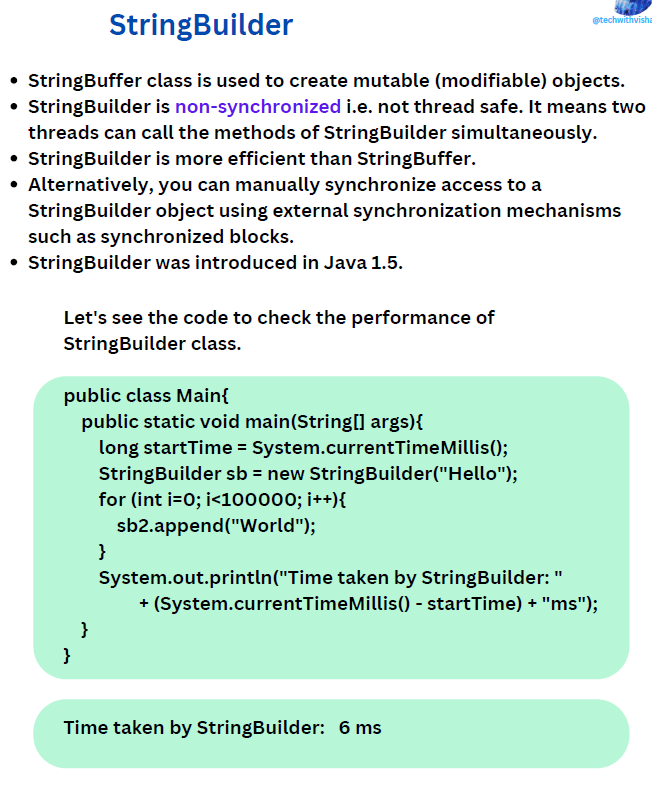 StringBuilder
@techwithvisha
• StringBuffer class is used to create mutable (modifiable) objects.
• StringBuilder is non-synchronized i.e. not thread safe. It means two
threads can call the methods of StringBuilder simultaneously.
• StringBuilder is more efficient than StringBuffer.
• Alternatively, you can manually synchronize access to a
StringBuilder object using external synchronization mechanisms
such as synchronized blocks.
• StringBuilder was introduced in Java 1.5.
Let's see the code to check the performance of
StringBuilder class.
public class Main{
public static void main(String[] args){
long startTime = System.currentTimeMillis();
StringBuilder sb = new StringBuilder("Hello");
for (int i=0; i<100000; i++){
sb2.append("World");
}
System.out.println("Time taken by StringBuilder: "
+ (System.currentTimeMillis() - startTime) + "ms");
}
}
Time taken by StringBuilder: 6 ms